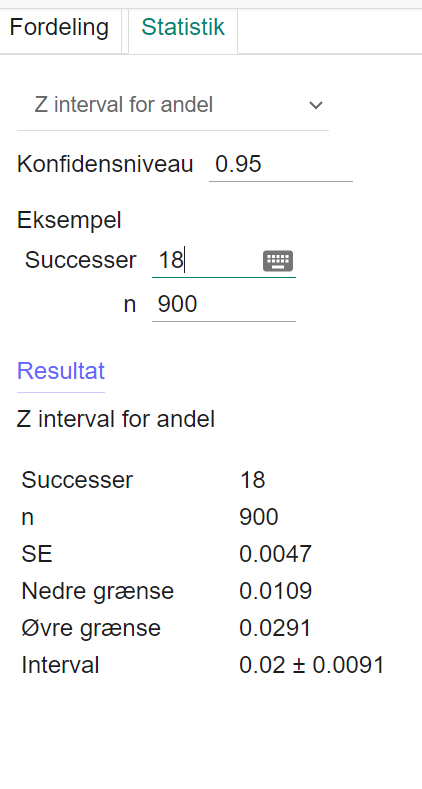 Fordeling Statistik
Z interval for andel
Konfidensniveau 0.95
Eksempel
Successer 18
n 900
Resultat
Z interval for andel
Successer 18
n 900
SE 0.0047
Nedre grænse 0.0109
Øvre grænse 0.0291
Interval 0.02 ± 0.0091